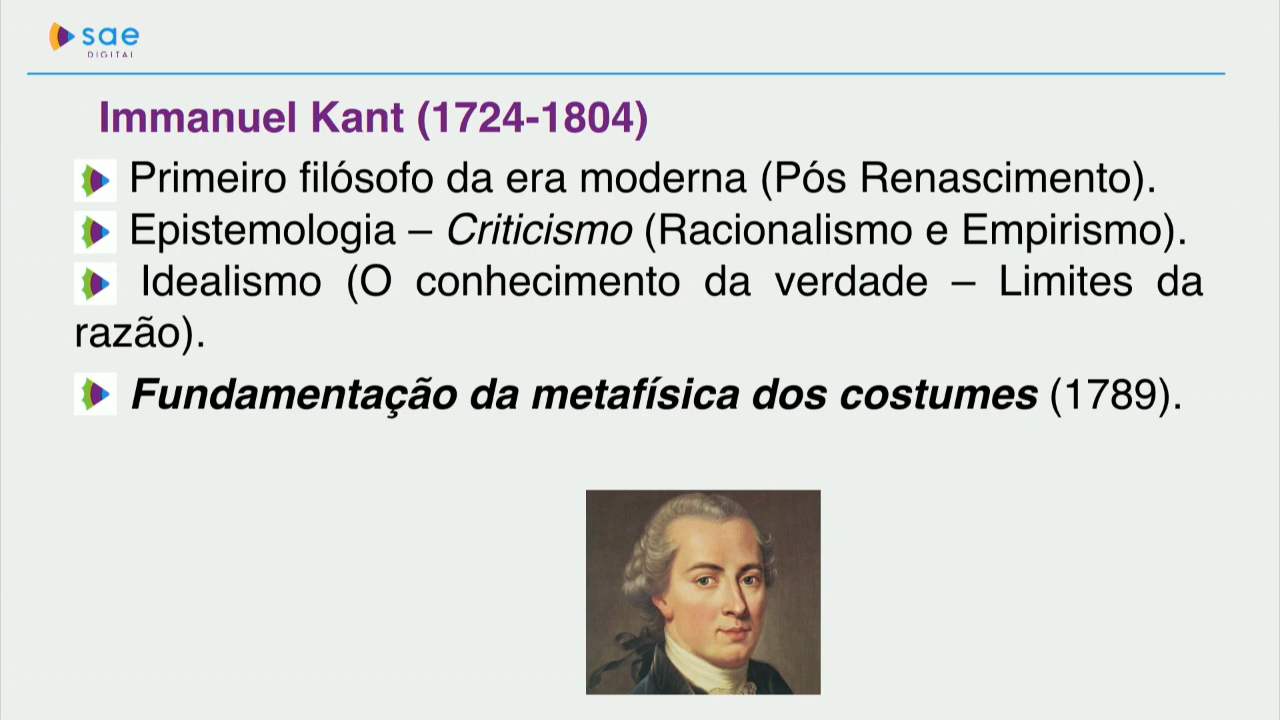 sae
DIGITAL
Immanuel Kant (1724-1804)
Primeiro filósofo da era moderna (Pós Renascimento).
Epistemologia – Criticismo (Racionalismo e Empirismo).
Idealismo (O conhecimento da verdade – Limites da
razão).
Fundamentação da metafísica dos costumes (1789).